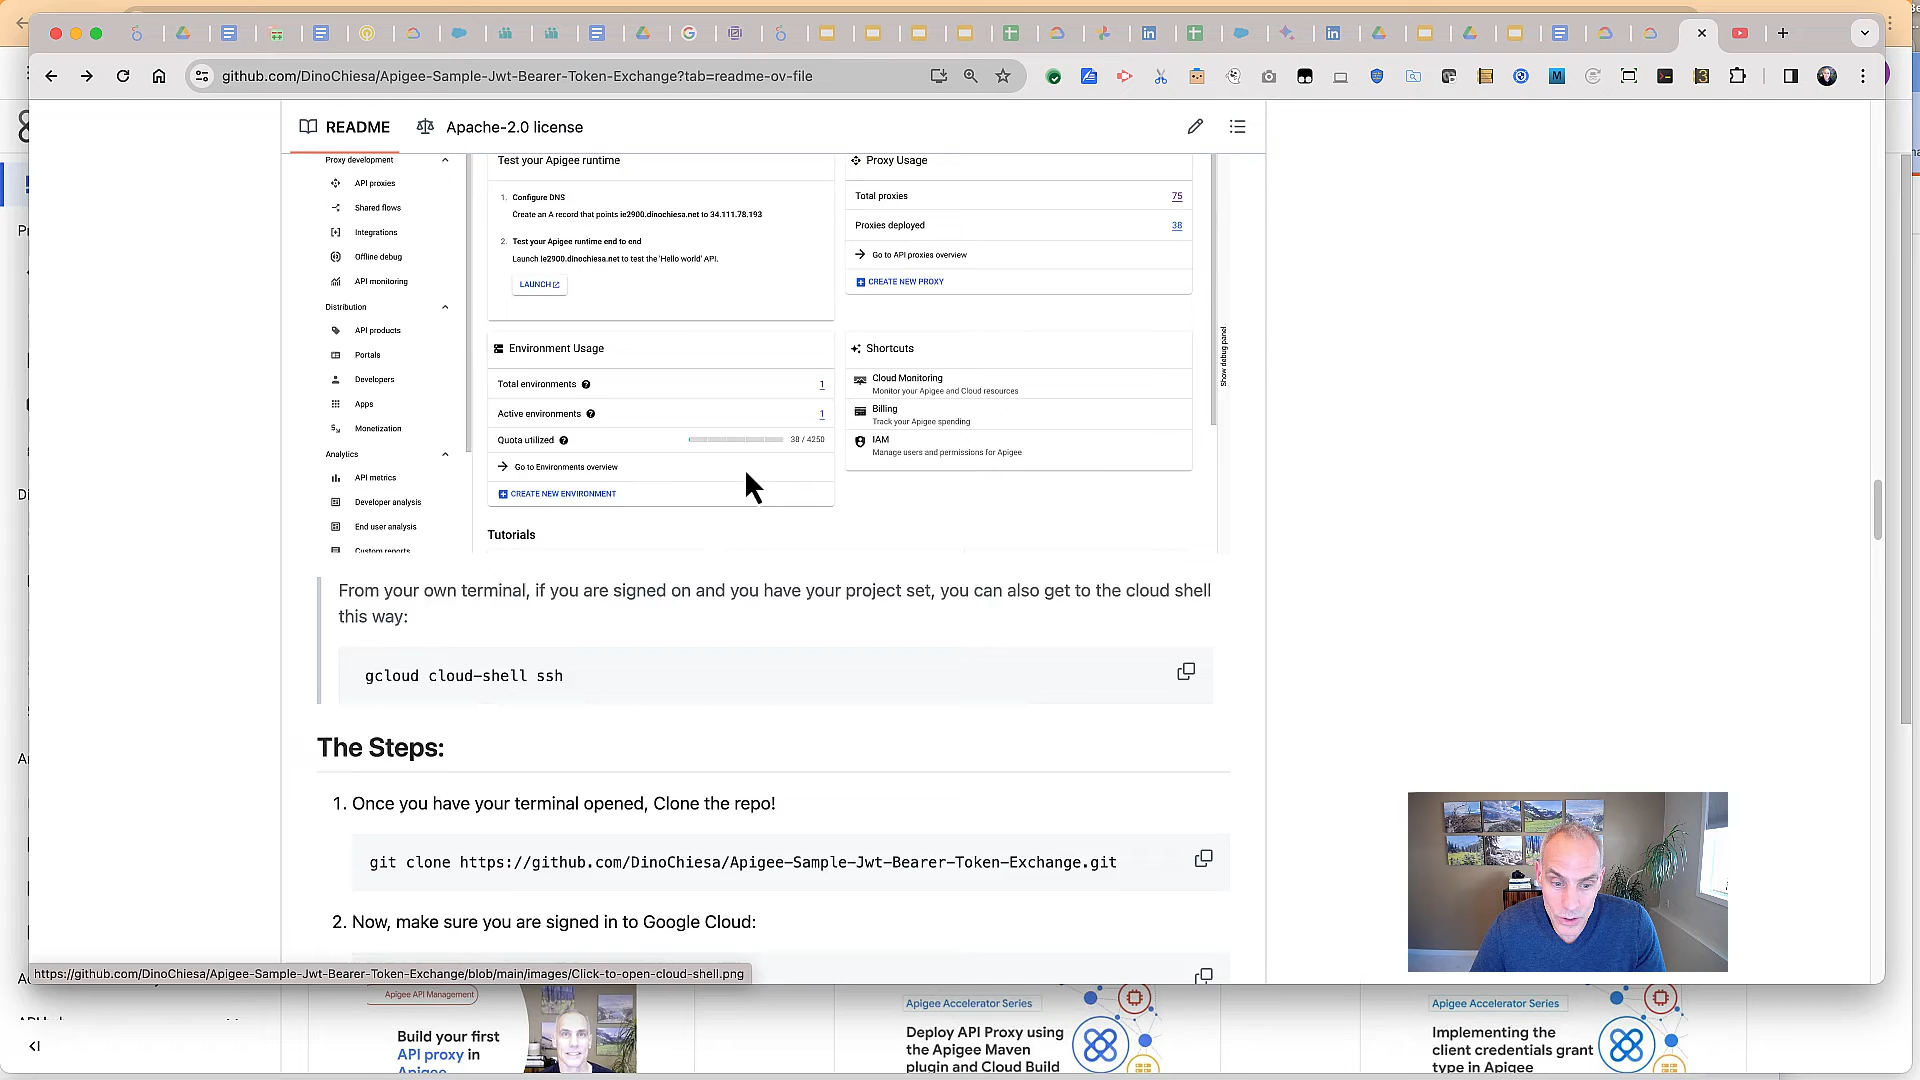 github.com/DinoChiesa/Apigee-Sample-Jwt-Bearer-Token-Exchange?tab=readme-ov-file
README
Apache-2.0 license
Proxy development
API proxies
Shared flows
Integrations
Offline debug
API monitoring
Distribution
API products
Portals
Developers
Apps
Monetization
Analytics
API metrics
Developer analysis
End user analysis
Custom reports
Test your Apigee runtime
1. Configure DNS
Create an A record that points ie2900.dinochiesa.net to 34.111.78.193
2. Test your Apigee runtime end to end
Launch ie2900.dinochiesa.net to test the 'Hello world' API.
LAUNCH
Proxy Usage
Total proxies 75
Proxies deployed 38
Go to API proxies overview
CREATE NEW PROXY
Environment Usage
Total environments 1
Active environments 1
Quota utilized 38 / 4250
Go to Environments overview
CREATE NEW ENVIRONMENT
Shortcuts
Cloud Monitoring
Monitor your Apigee and Cloud resources
Billing
Track your Apigee spending
IAM
Manage users and permissions for Apigee
Show debug panel
Tutorials
From your own terminal, if you are signed on and you have your project set, you can also get to the cloud shell
this way:
gcloud cloud-shell ssh
The Steps:
1. Once you have your terminal opened, Clone the repo!
git clone https://github.com/DinoChiesa/Apigee-Sample-Jwt-Bearer-Token-Exchange.git
2. Now, make sure you are signed in to Google Cloud:
https://github.com/DinoChiesa/Apigee-Sample-Jwt-Bearer-Token-Exchange/blob/main/images/Click-to-open-cloud-shell.png
Apigee API Management
Build your first
API proxy in
Apigee
Apigee Accelerator Series
Deploy API Proxy using
the Apigee Maven
plugin and Cloud Build
Apigee Accelerator Series
Implementing the
client credentials grant
type in Apigee